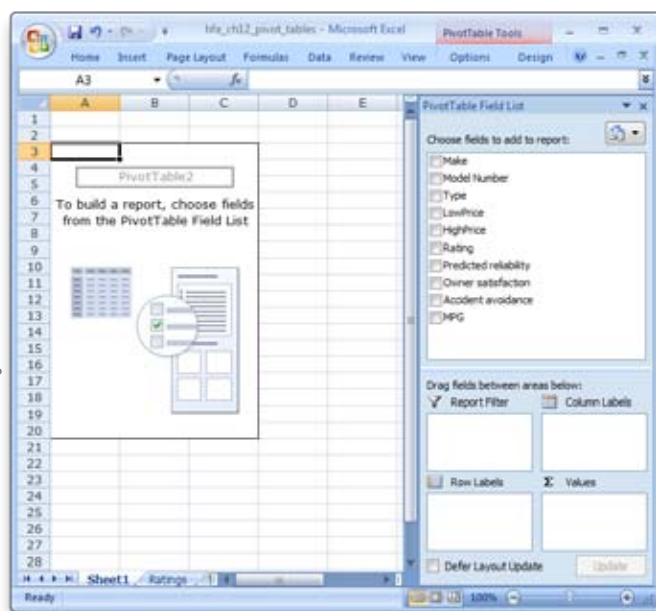 hfe_ch12_pivot_tables - Microsoft Excel
PivotTable Tools
Home Insert Page Layout Formulas Data Review View Options Design
A3 fx
A B C D E
PivotTable Field List
1
2
3
4
5
6
7
8
9
10
11
12
13
14
15
16
17
18
19
20
21
22
23
24
25
26
27
28
PivotTable2
To build a report, choose fields
from the PivotTable Field List
Choose fields to add to report:
Make
Model Number
Type
LowPrice
HighPrice
Rating
Predicted reliability
Owner satisfaction
Accident avoidance
MPG
Drag fields between areas below:
Report Filter Column Labels
Row Labels Σ Values
Defer Layout Update Update
Sheet1 Ratings
Ready 100%